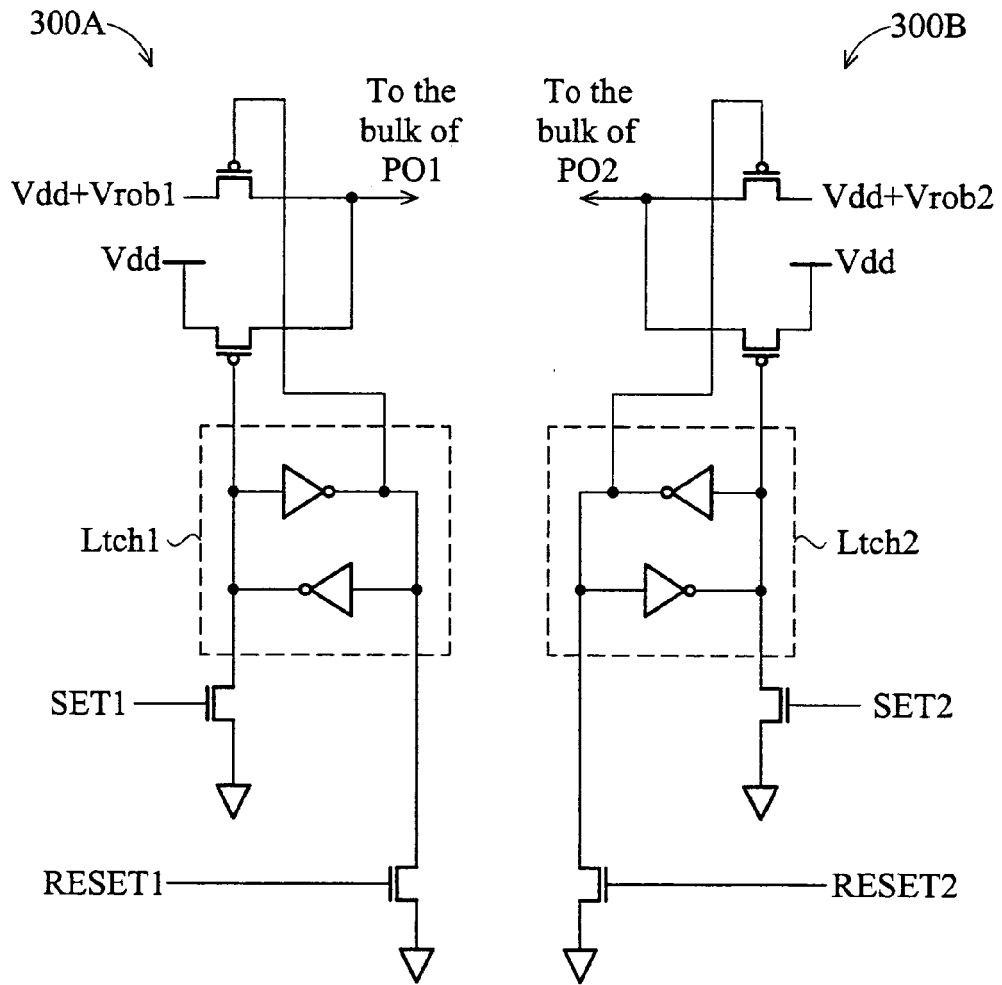 300A
300B
To the
bulk of
PO1
To the
bulk of
PO2
Vdd+Vrob1
Vdd+Vrob2
Vdd
Vdd
Ltch1
Ltch2
SET1
SET2
RESET1
RESET2